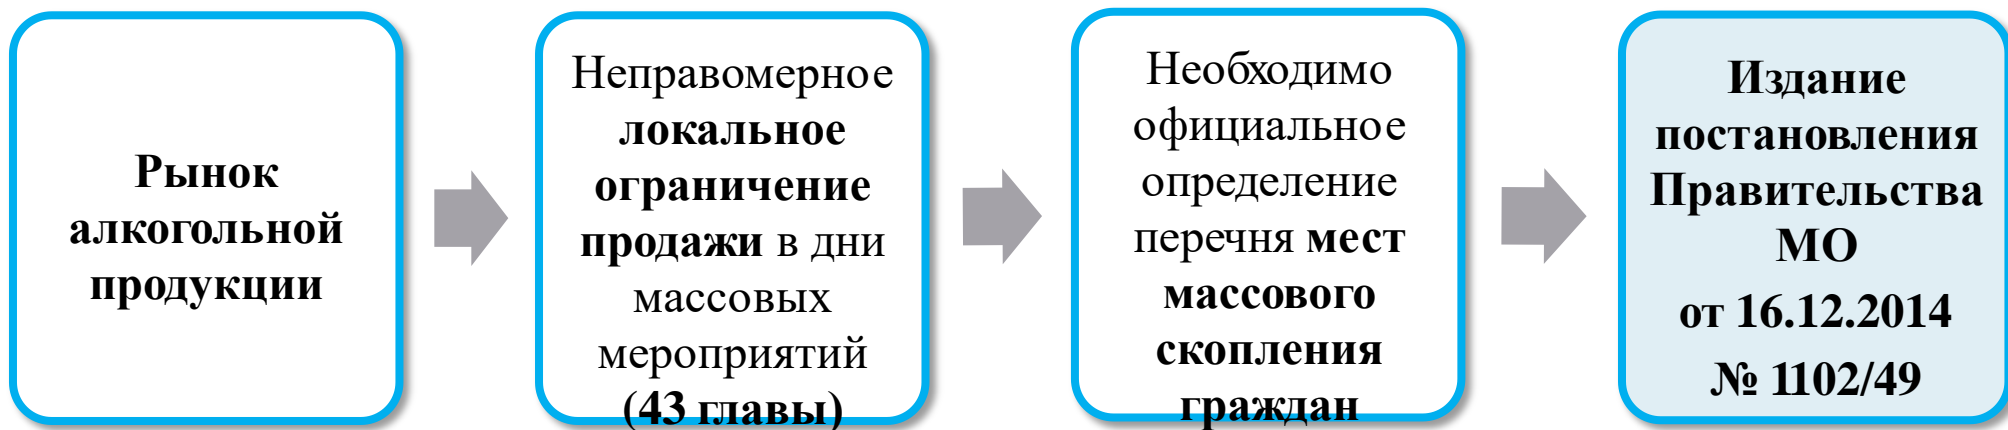 Рынок
алкогольной
продукции
Неправомерное
локальное
ограничение
продажи в дни
массовых
мероприятий
(43 главы)
Необходимо
официальное
определение
перечня мест
массового
скопления
граждан
Издание
постановления
Правительства
МО
от 16.12.2014
№ 1102/49